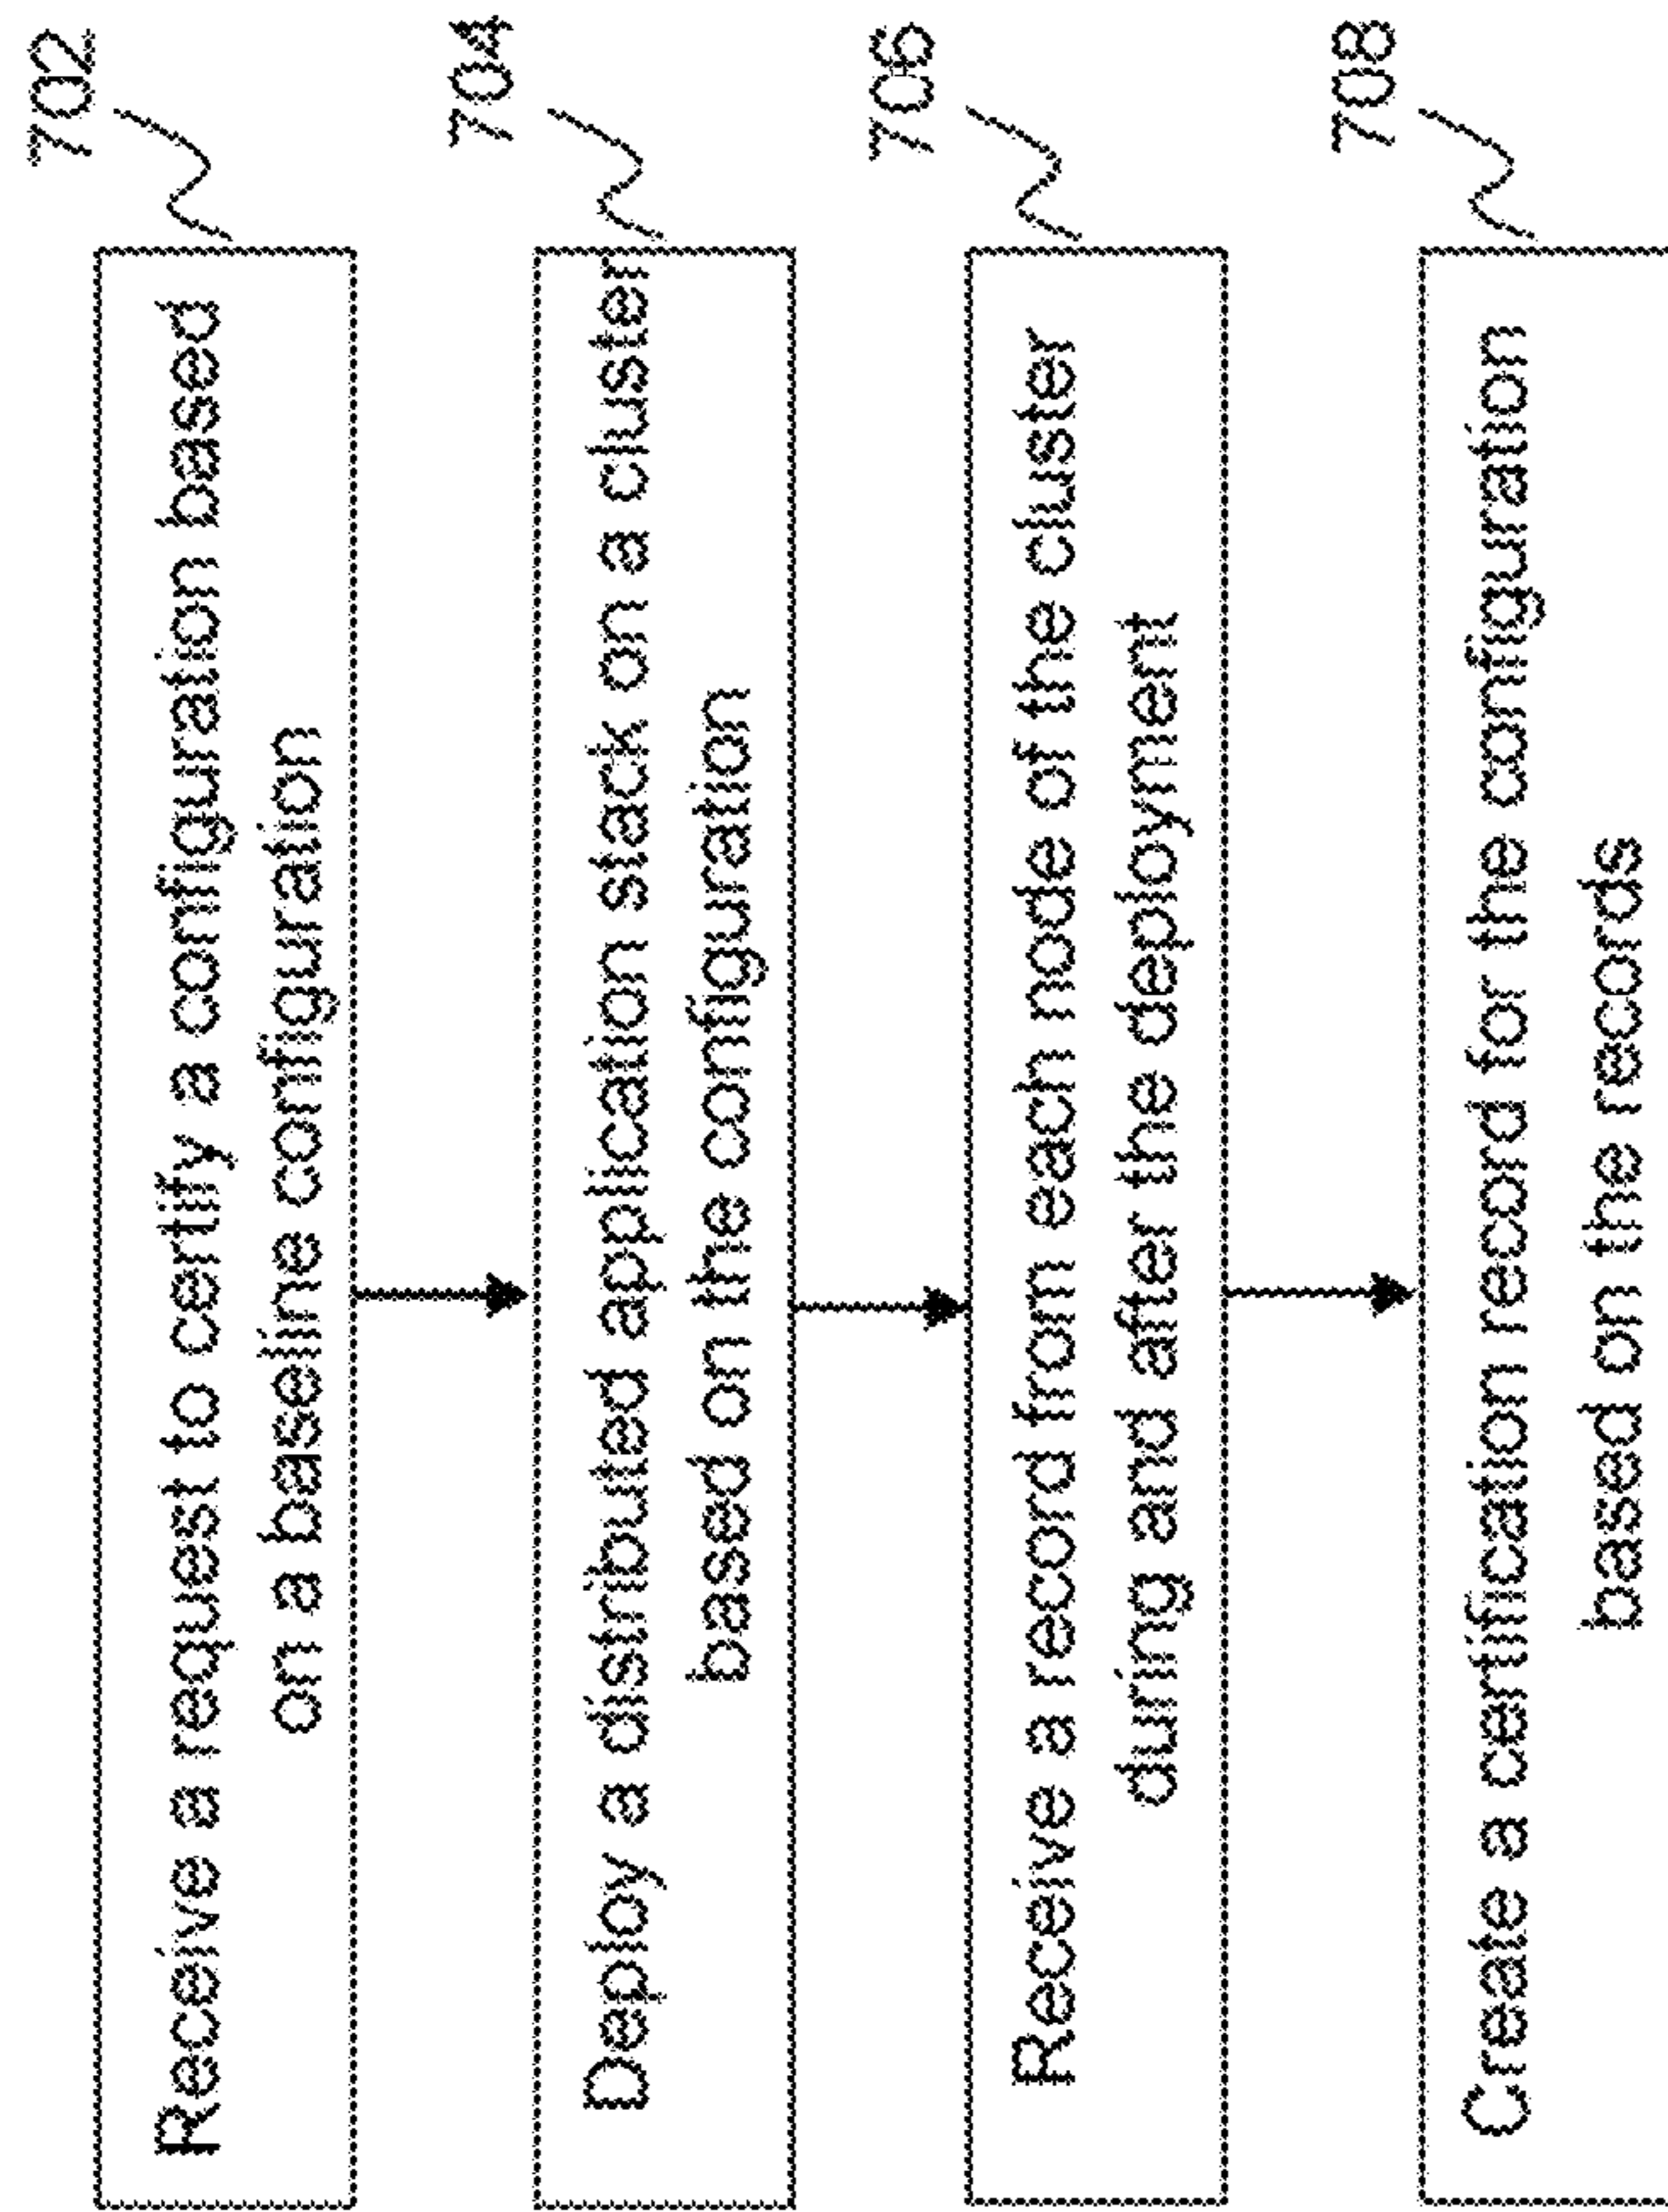 702
Receive a request to certify a configuration based
on a baseline configuration
704
Deploy a distributed application stack on a cluster
based on the configuration
706
Receive a record from each node of the cluster
during and after the deployment
708
Create a certification record for the configuration
based on the records